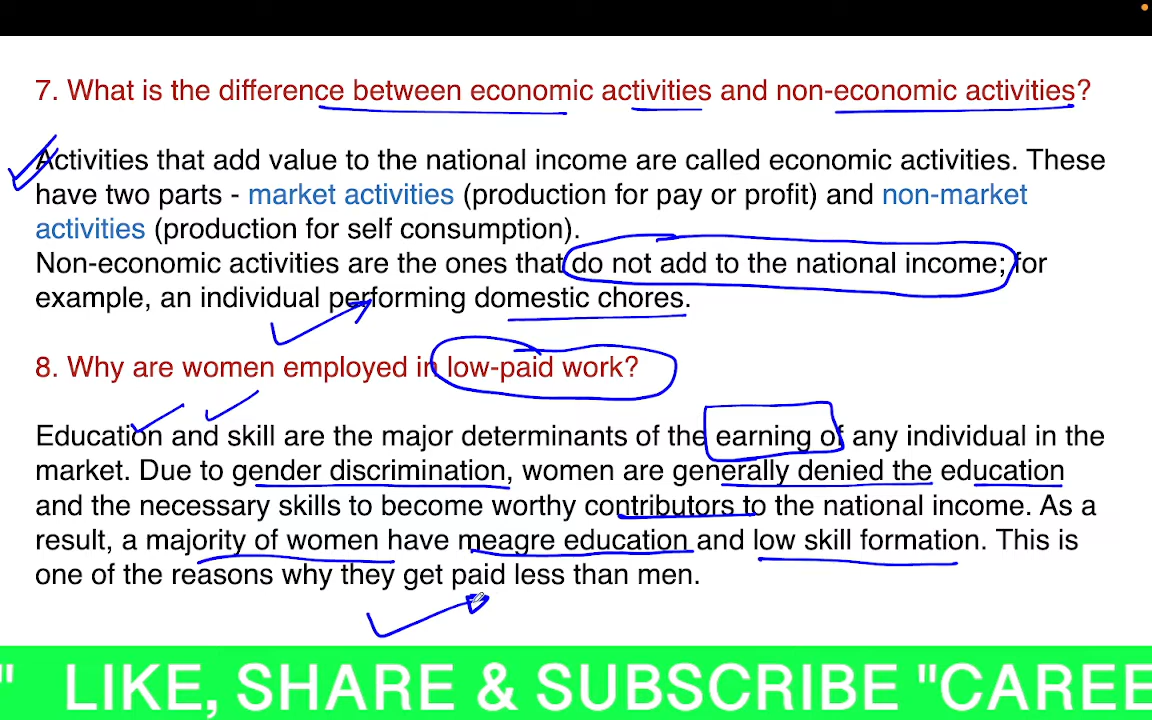 7. What is the difference between economic activities and non-economic activities?
Activities that add value to the national income are called economic activities. These
have two parts - market activities (production for pay or profit) and non-market
activities (production for self consumption).
Non-economic activities are the ones that do not add to the national income; for
example, an individual performing domestic chores.
8. Why are women employed in low-paid work?
Education and skill are the major determinants of the earning of any individual in the
market. Due to gender discrimination, women are generally denied the education
and the necessary skills to become worthy contributors to the national income. As a
result, a majority of women have meagre education and low skill formation. This is
one of the reasons why they get paid less than men.
" LIKE, SHARE & SUBSCRIBE "CAREE